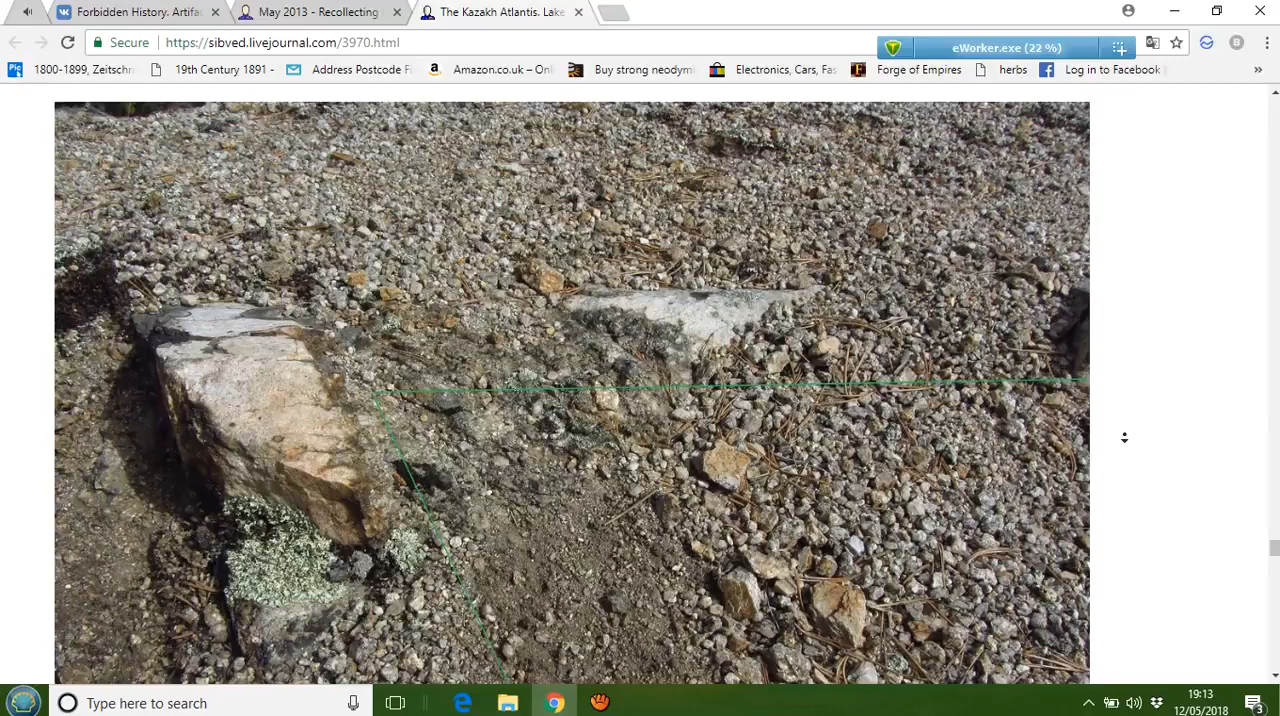 Forbidden History. Artifac
May 2013 - Recollecting
The Kazakh Atlantis. Lake
Secure
https://sibved.livejournal.com/3970.html
eWorker.exe (22 %)
1800-1899, Zeitschr
19th Century 1891 -
Address Postcode F
Amazon.co.uk – Onl
Buy strong neodym
Electronics, Cars, Fas
Forge of Empires
herbs
Log in to Facebook
»
Type here to search
19:13
12/05/2018
3